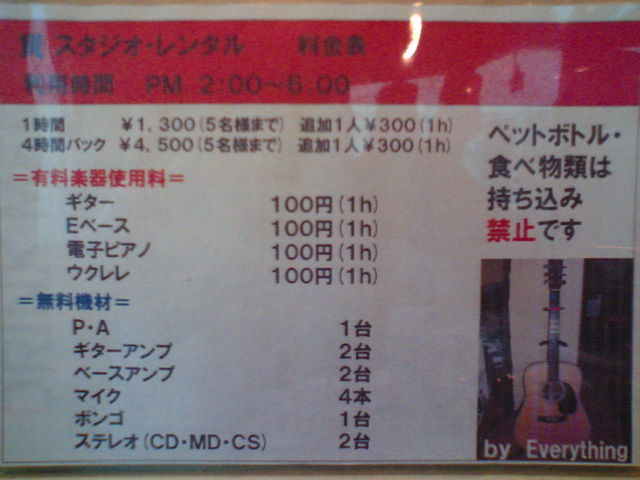 貸 スタジオ・レンタル 料金表
利用時間 PM 2:00〜6:00
1時間 ¥1,300(5名様まで) 追加1人¥300(1h)
4時間パック ¥4,500(5名様まで) 追加1人¥300(1h)
=有料楽器使用料=
ギター 100円(1h)
Eベース 100円(1h)
電子ピアノ 100円(1h)
ウクレレ 100円(1h)
=無料機材=
P・A 1台
ギターアンプ 2台
ベースアンプ 2台
マイク 4本
ボンゴ 1台
ステレオ(CD・MD・CS) 2台
ペットボトル・
食べ物類は
持ち込み
禁止です
by Everything